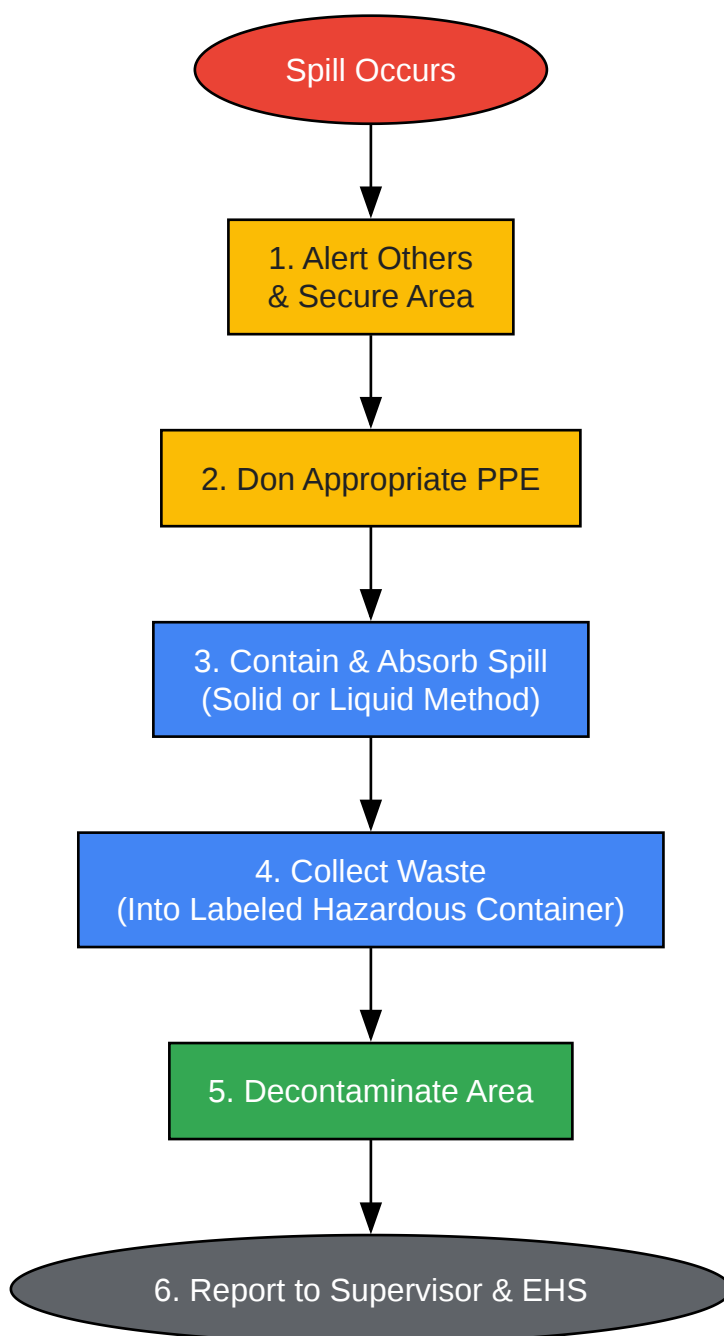 Spill Occurs
1. Alert Others
& Secure Area
2. Don Appropriate PPE
3. Contain & Absorb Spill
(Solid or Liquid Method)
4. Collect Waste
(Into Labeled Hazardous Container)
5. Decontaminate Area
6. Report to Supervisor & EHS